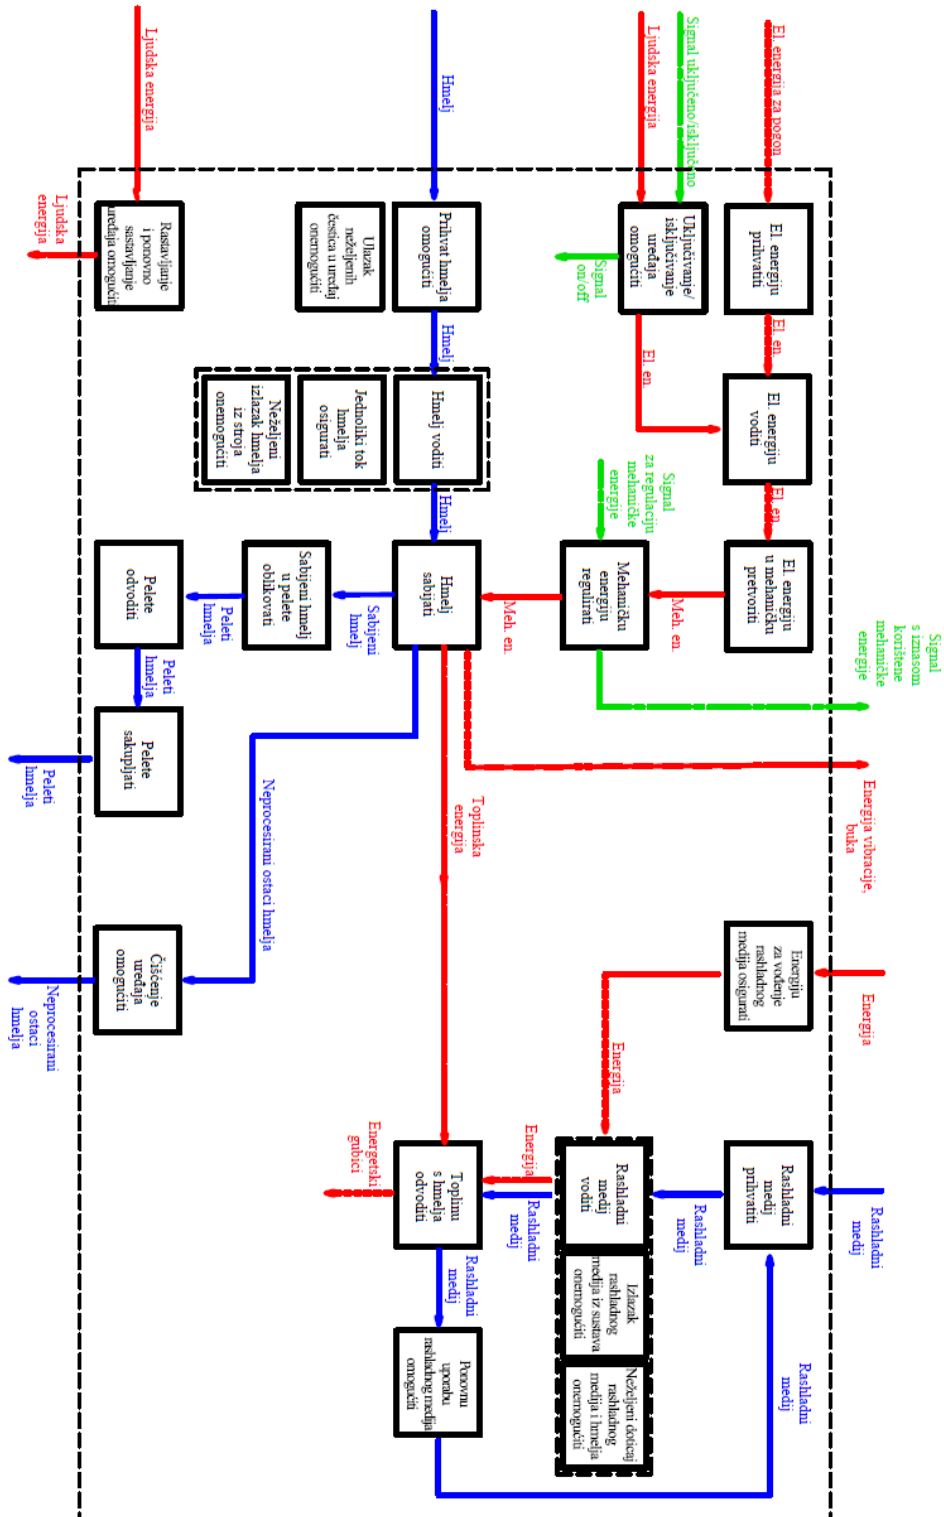 Signal
s iznasom
korištene
mehaničke
energije
Energija vibracije,
buka
Energija
Rashladni
medij
El. energija za pogon
El. energiju
prihvatiti
El. en.
El. energiju
voditi
El. en.
El. energiju
u mehaničku
pretvoriti
Energiju
za vođenje
rashladnog
medija osigurati
Rashladni
medij
prihvatiti
Rashladni
medij
Signal uključeno/isključeno
Ljudska energija
Uključivanje/
isključivanje
uređaja
omogućiti
El. en.
Signal
on/off
Signal
za regulaciju
mehaničke
energije
Meh. en.
Mehaničku
energiju
regulirati
Meh. en.
Energija
Rashladni
medij
Rashladni
medij
voditi
Izlazak
rashladnog
medija iz sustava
onemogućiti
Neželjeni doticaj
rashladnog
medija i hmelja
onemogućiti
Energija
Rashladni
medij
Hmelj
Prihvat hmelja
omogućiti
Hmelj
Hmelj voditi
Hmelj
Hmelj
sabijati
Toplinska
energija
Toplinu
s hmelja
odvoditi
Rashladni
medij
Ponovnu
uporabu
rashladnog medija
omogućiti
Ulazak
neželjenih
čestica u uređaj
onemogućiti
Jednoliki tok
hmelja
osigurati
Sabijeni
hmelj
Energetski
gubici
Neželjeni
izlazak hmelja
iz stroja
onemogućiti
Sabijeni hmelj
u pelete
oblikovati
Neprocesirani ostaci hmelja
Peleti
hmelja
Ljudska energija
Rastavljanje
i ponovno
sastavljanje
uređaja omogućiti
Pelete
odvoditi
Peleti
hmelja
Pelete
sakupljati
Čišćenje
uređaja
omogućiti
Ljudska
energija
Peleti
hmelja
Neprocesirani
ostaci
hmelja